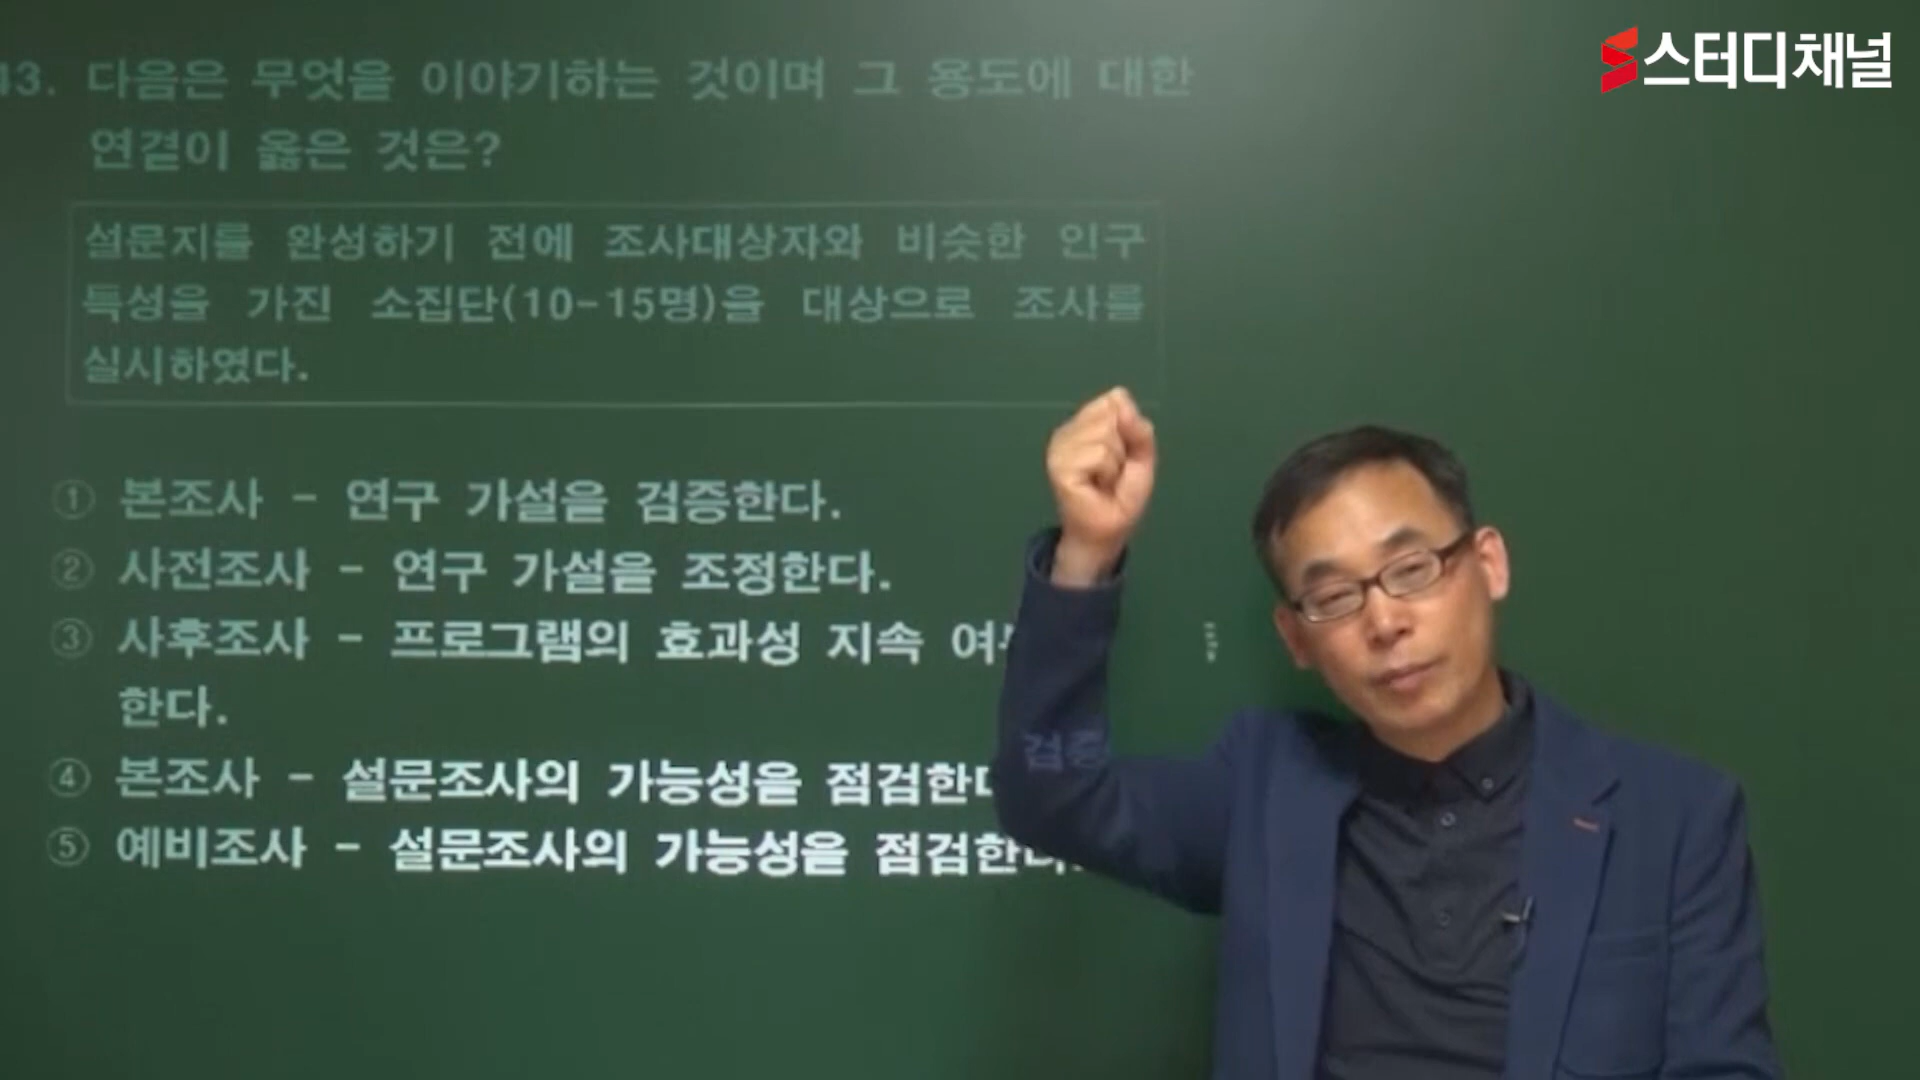 스터디채널
43. 다음은 무엇을 이야기하는 것이며 그 용도에 대한
연결이 옳은 것은?
설문지를 완성하기 전에 조사대상자와 비슷한 인구
특성을 가진 소집단(10-15명)을 대상으로 조사를
실시하였다.
① 본조사 - 연구 가설을 검증한다.
② 사전조사 - 연구 가설을 조정한다.
③ 사후조사 - 프로그램의 효과성 지속 검증
한다.
④ 본조사 - 설문조사의 가능성을 점검한다
⑤ 예비조사 - 설문조사의 가능성을 점검한다.